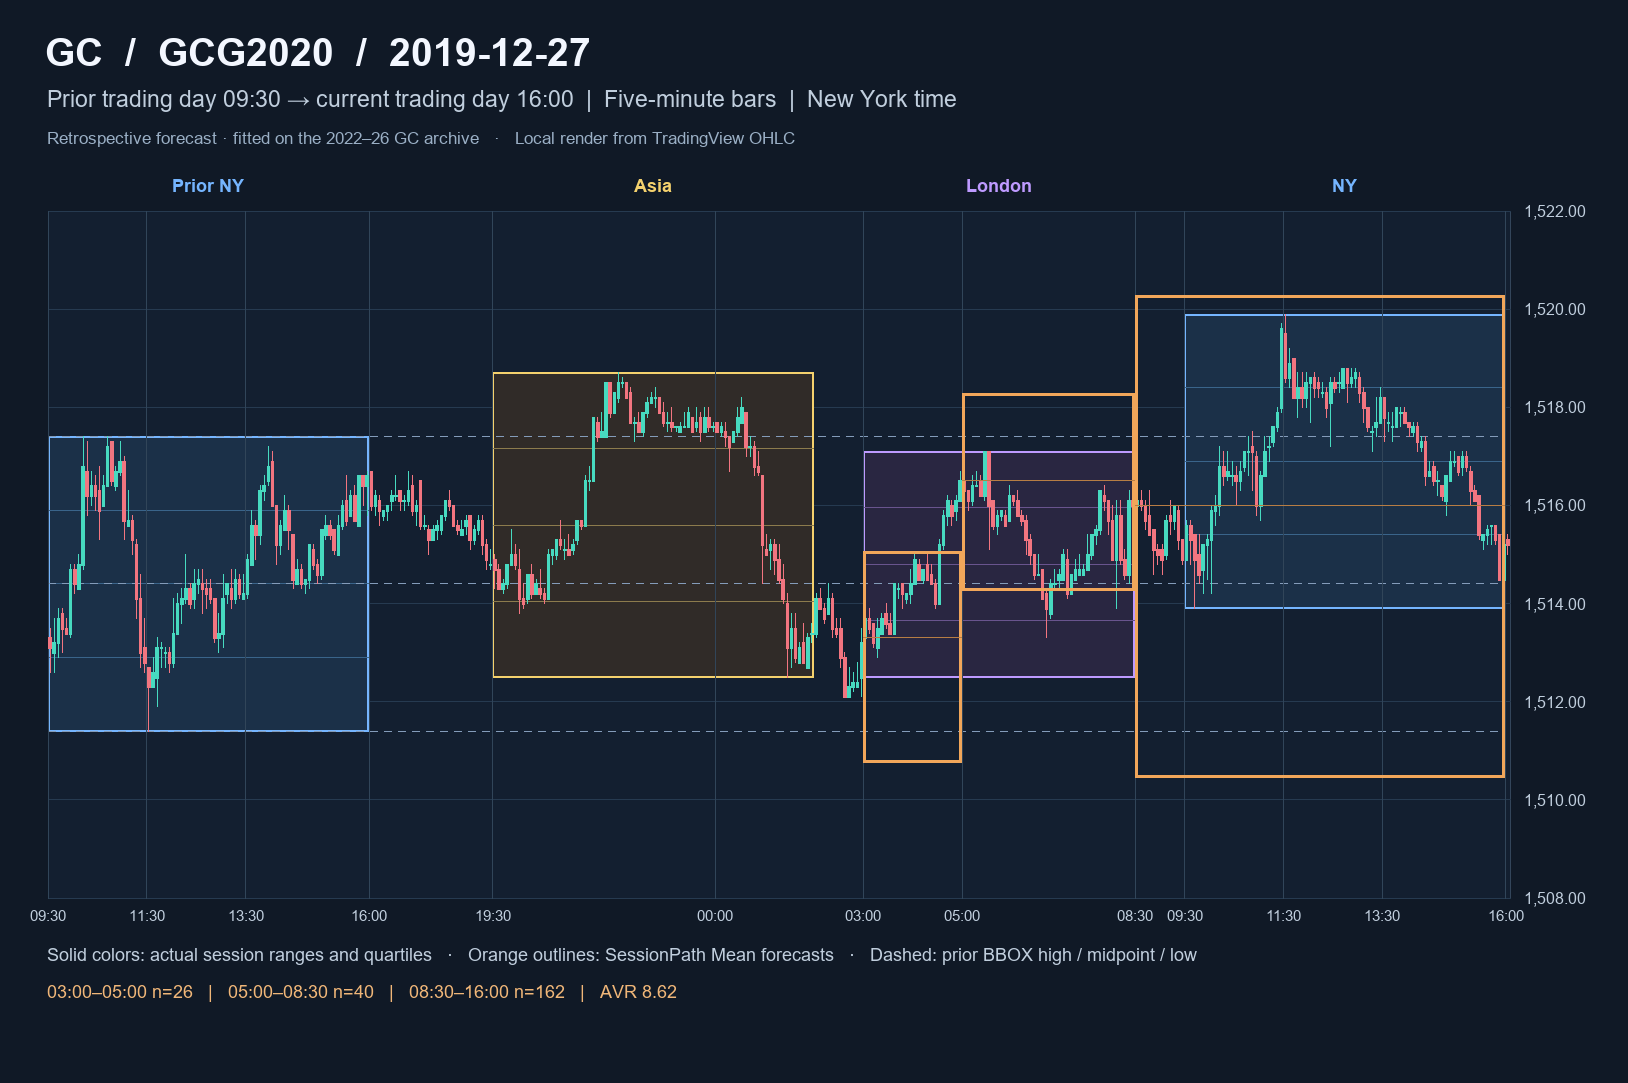 GC / GCG2020 / 2019-12-27
Prior trading day 09:30 → current trading day 16:00 | Five-minute bars | New York time
Retrospective forecast · fitted on the 2022–26 GC archive · Local render from TradingView OHLC
Prior NY Asia London NY
1,522.00
1,520.00
1,518.00
1,516.00
1,514.00
1,512.00
1,510.00
1,508.00
09:30 11:30 13:30 16:00 19:30 00:00 03:00 05:00 08:30 09:30 11:30 13:30 16:00
Solid colors: actual session ranges and quartiles · Orange outlines: SessionPath Mean forecasts · Dashed: prior BBOX high / midpoint / low
03:00–05:00 n=26 | 05:00–08:30 n=40 | 08:30–16:00 n=162 | AVR 8.62